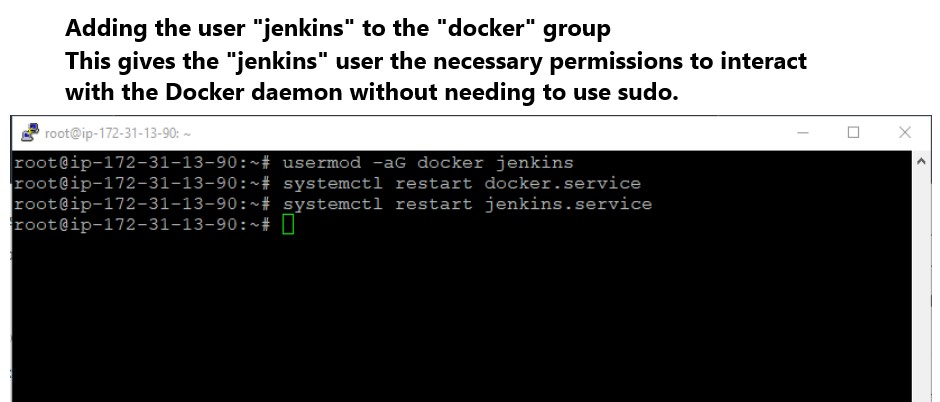 Adding the user "jenkins" to the "docker" group
This gives the "jenkins" user the necessary permissions to interact
with the Docker daemon without needing to use sudo.
root@ip-172-31-13-90: ~
root@ip-172-31-13-90:~# usermod -aG docker jenkins
root@ip-172-31-13-90:~# systemctl restart docker.service
root@ip-172-31-13-90:~# systemctl restart jenkins.service
root@ip-172-31-13-90:~#